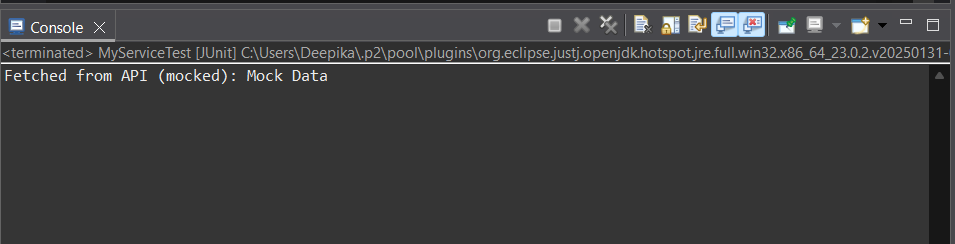 Console
<terminated> MyServiceTest [JUnit] C:\Users\Deepika\.p2\pool\plugins\org.eclipse.justj.openjdk.hotspot.jre.full.win32.x86_64_23.0.2.v20250131-
Fetched from API (mocked): Mock Data